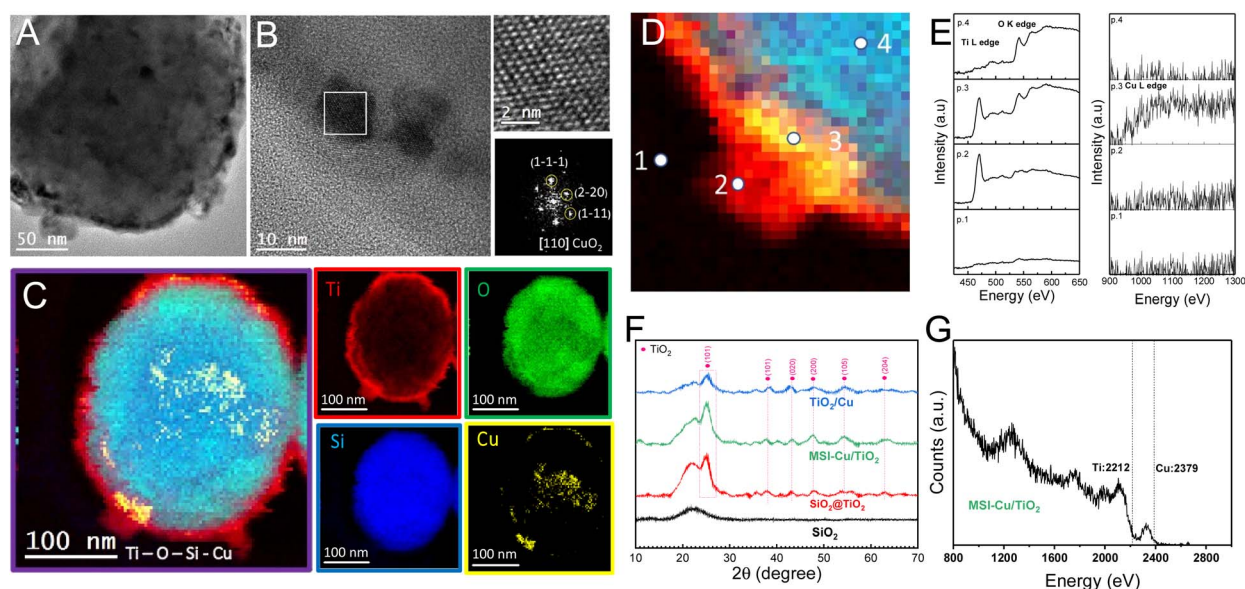 A
50 nm
B
10 nm
2 nm
(1-1-1)
(2-20)
(1-11)
[110] CuO₂
C
100 nm
Ti – O – Si - Cu
Ti
100 nm
O
100 nm
Si
100 nm
Cu
100 nm
D
1
2
3
4
E
p.4
O K edge
Ti L edge
p.3
p.2
p.1
Intensity (a.u)
450 500 550 600 650
Energy (eV)
p.4
p.3 Cu L edge
p.2
p.1
Intensity (a.u)
900 1000 1100 1200 1300
Energy (eV)
F
TiO₂
(101)
(101)
(020)
(200)
(105)
(204)
TiO₂/Cu
MSI-Cu/TiO₂
SiO₂@TiO₂
SiO₂
10 20 30 40 50 60 70
2θ (degree)
G
Counts (a.u.)
Ti:2212
Cu:2379
MSI-Cu/TiO₂
800 1200 1600 2000 2400 2800
Energy (eV)